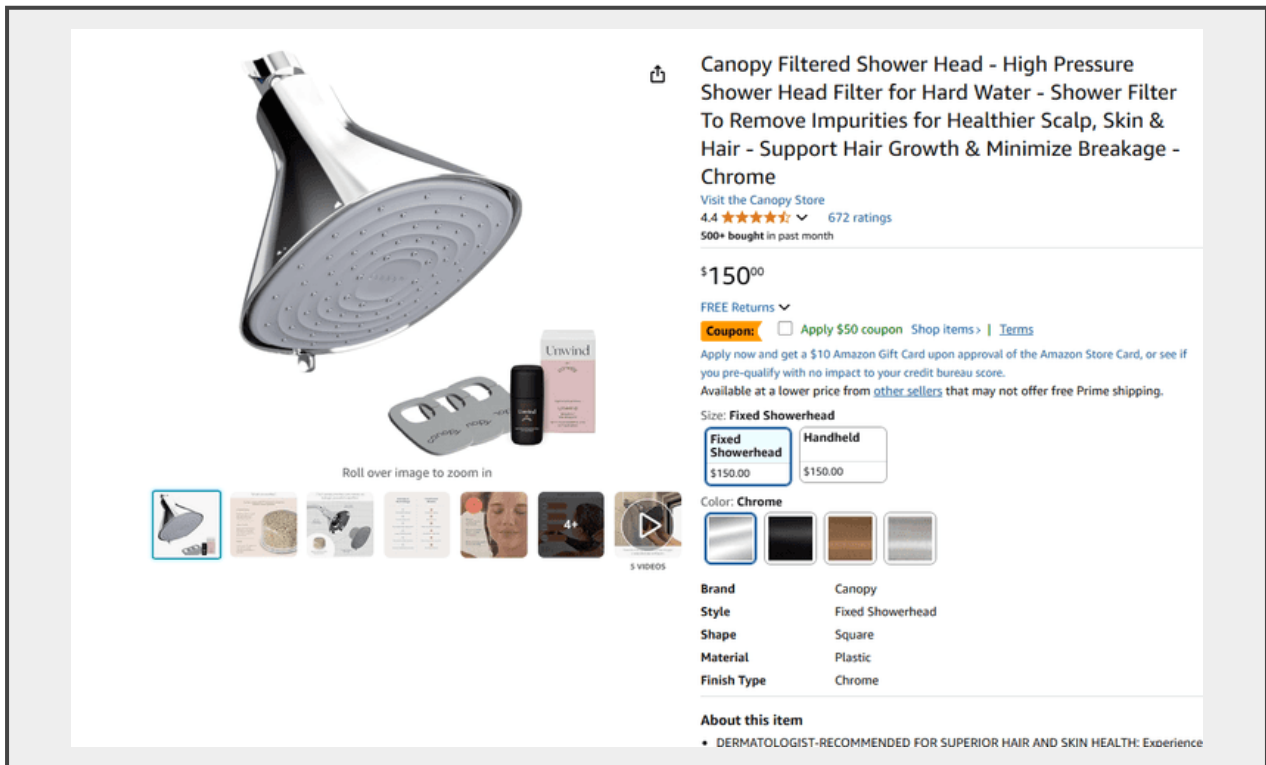 Canopy Filtered Shower Head - High Pressure
Shower Head Filter for Hard Water - Shower Filter
To Remove Impurities for Healthier Scalp, Skin &
Hair - Support Hair Growth & Minimize Breakage -
Chrome
Visit the Canopy Store
4.4 672 ratings
500+ bought in past month
$15000
FREE Returns
Coupon: Apply $50 coupon Shop items› | Terms
Apply now and get a $10 Amazon Gift Card upon approval of the Amazon Store Card, or see if
you pre-qualify with no impact to your credit bureau score.
Available at a lower price from other sellers that may not offer free Prime shipping.
Size: Fixed Showerhead
Fixed
Showerhead
$150.00
Handheld
$150.00
Color: Chrome
Brand Canopy
Style Fixed Showerhead
Shape Square
Material Plastic
Finish Type Chrome
About this item
• DERMATOLOGIST-RECOMMENDED FOR SUPERIOR HAIR AND SKIN HEALTH: Experience
Unwind
Unwind
canopy
Roll over image to zoom in
4+
5 VIDEOS